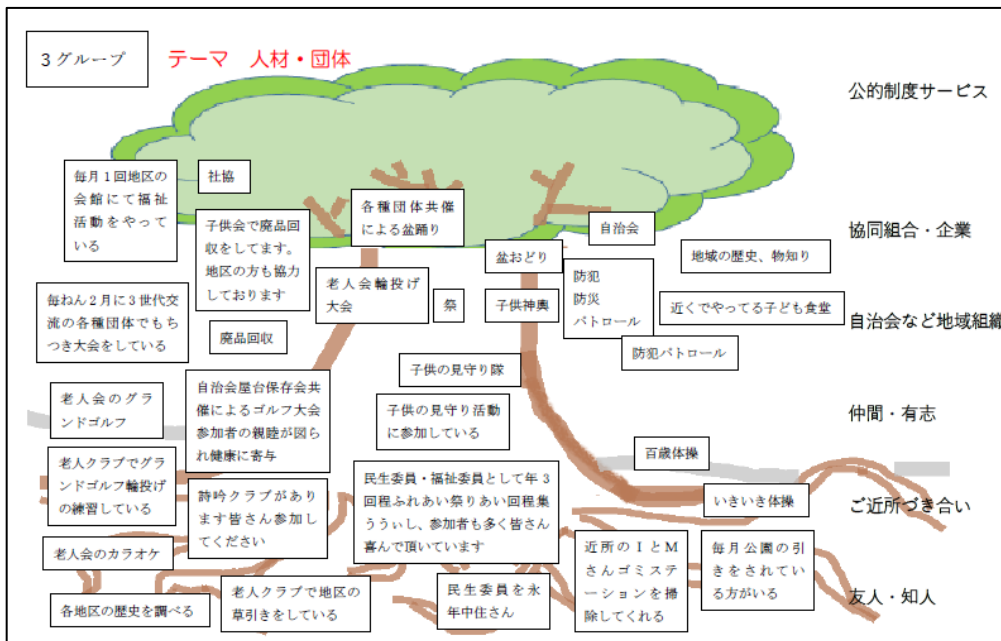 3グループ
テーマ 人材・団体
公的制度サービス
毎月1回地区の
会館にて福祉
活動をやって
いる
社協
子供会で廃品回
収をしてます。
地区の方も協力
しております
各種団体共催
による盆踊り
自治会
協同組合・企業
盆おどり
地域の歴史、物知り
老人会輪投げ
大会
祭
子供神輿
防犯
防災
パトロール
毎ねん2月に3世代交
流の各種団体でもち
つき大会をしている
近くでやってる子ども食堂
自治会など地域組織
廃品回収
防犯パトロール
子供の見守り隊
老人会のグラ
ンドゴルフ
自治会屋台保存会共
催によるゴルフ大会
参加者の親睦が図ら
れ健康に寄与
子供の見守り活動
に参加している
仲間・有志
百歳体操
老人クラブでグラ
ンドゴルフ輪投げ
の練習している
詩吟クラブがあり
ます皆さん参加し
てください
民生委員・福祉委員として年3
回程ふれあい祭りあい回程集
ううぃし、参加者も多く皆さん
喜んで頂いています
いきいき体操
ご近所づき合い
老人会のカラオケ
近所のIとM
さんゴミステ
ーションを掃
除してくれる
毎月公園の引
きをされてい
る方がいる
各地区の歴史を調べる
老人クラブで地区の
草引きをしている
民生委員を永
年中住さん
友人・知人